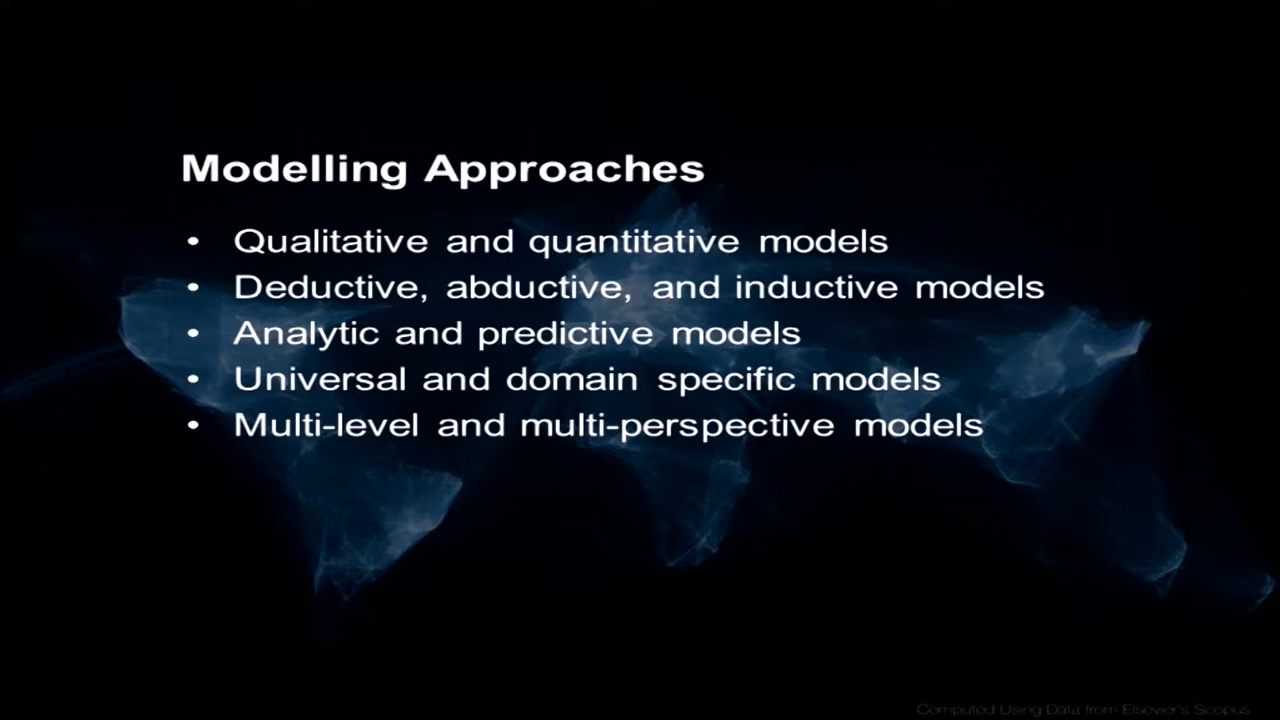 Modelling Approaches
• Qualitative and quantitative models
• Deductive, abductive, and inductive models
• Analytic and predictive models
• Universal and domain specific models
• Multi-level and multi-perspective models
Computed Using Data from Elsevier's Scopus